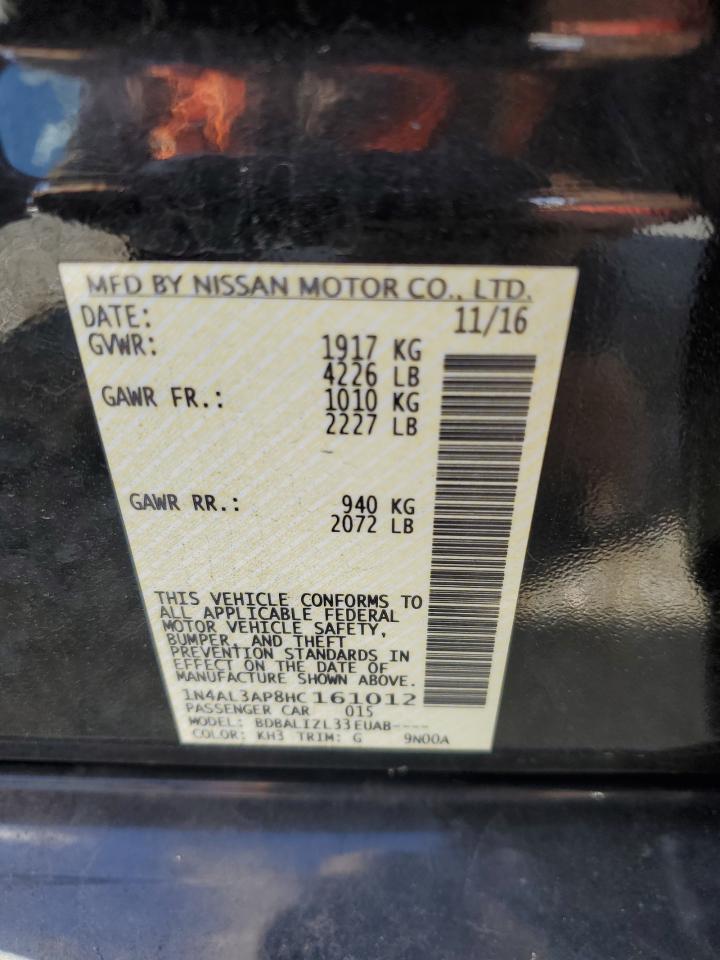 MFD BY NISSAN MOTOR CO., LTD.
DATE: 11/16
GVWR: 1917 KG
4226 LB
GAWR FR.: 1010 KG
2227 LB
GAWR RR.: 940 KG
2072 LB
THIS VEHICLE CONFORMS TO
ALL APPLICABLE FEDERAL
MOTOR VEHICLE SAFETY,
BUMPER, AND THEFT
PREVENTION STANDARDS IN
EFFECT ON THE DATE OF
MANUFACTURE SHOWN ABOVE.
1N4AL3AP8HC161012
PASSENGER CAR 015
MODEL: BDBALIZL33EUAB----
COLOR: KH3 TRIM: G 9N00A